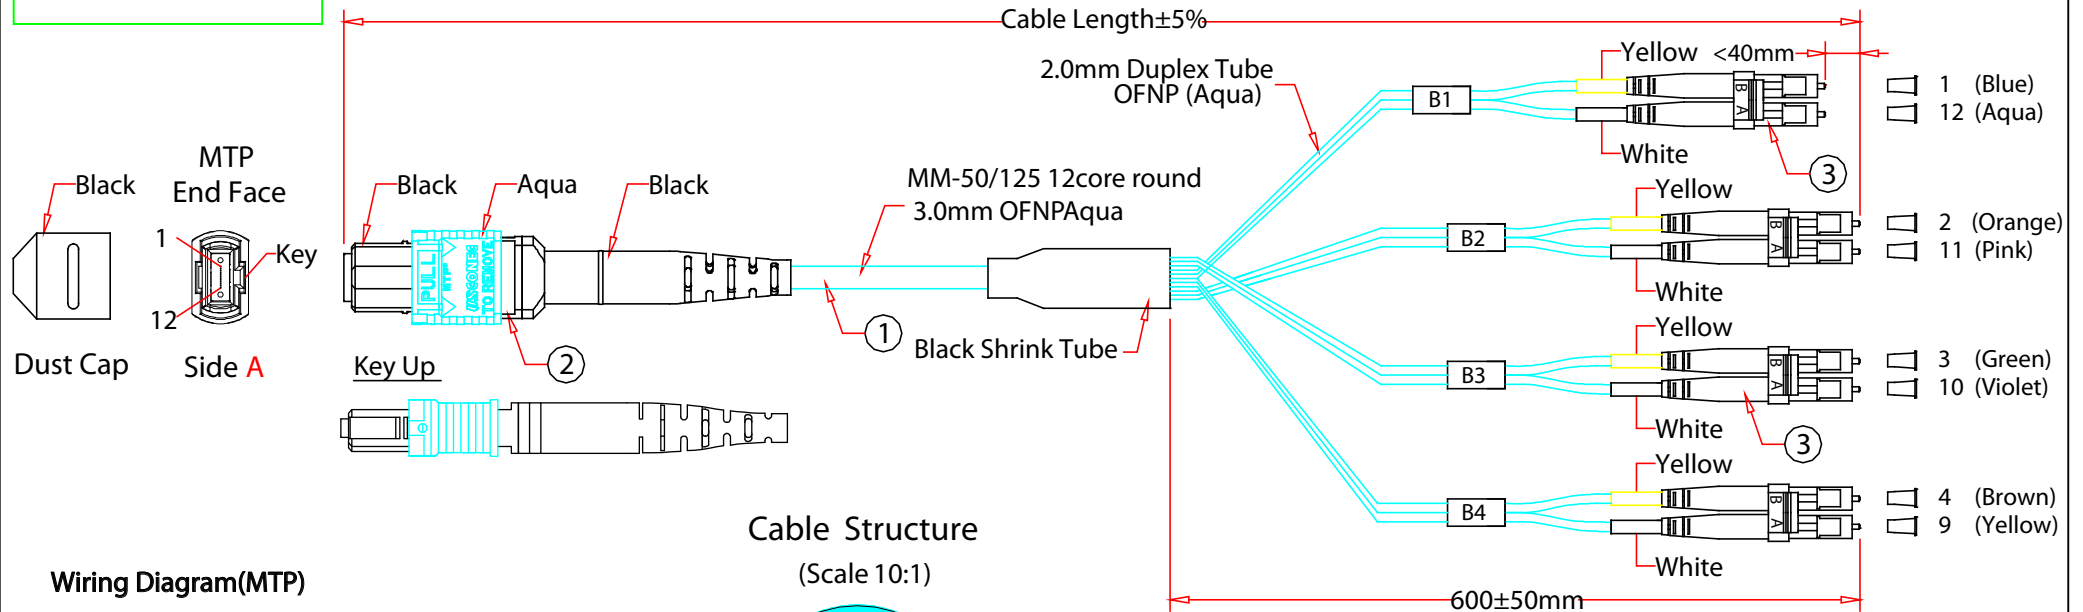 Cable Length±5%
Yellow <40mm
2.0mm Duplex Tube
OFNP (Aqua)
B1
B
A
1 (Blue)
12 (Aqua)
White
3
MTP
End Face
Black
1
Key
12
Dust Cap
Side A
Black
Aqua
Black
PULL
MTP
TO REMOVE
Key Up
2
MM-50/125 12core round
3.0mm OFNPAqua
1
Black Shrink Tube
Yellow
B2
B
A
2 (Orange)
11 (Pink)
White
Yellow
B3
B
A
3 (Green)
10 (Violet)
White
3
Yellow
B4
B
A
4 (Brown)
9 (Yellow)
White
Cable Structure
(Scale 10:1)
Wiring Diagram(MTP)
600±50mm